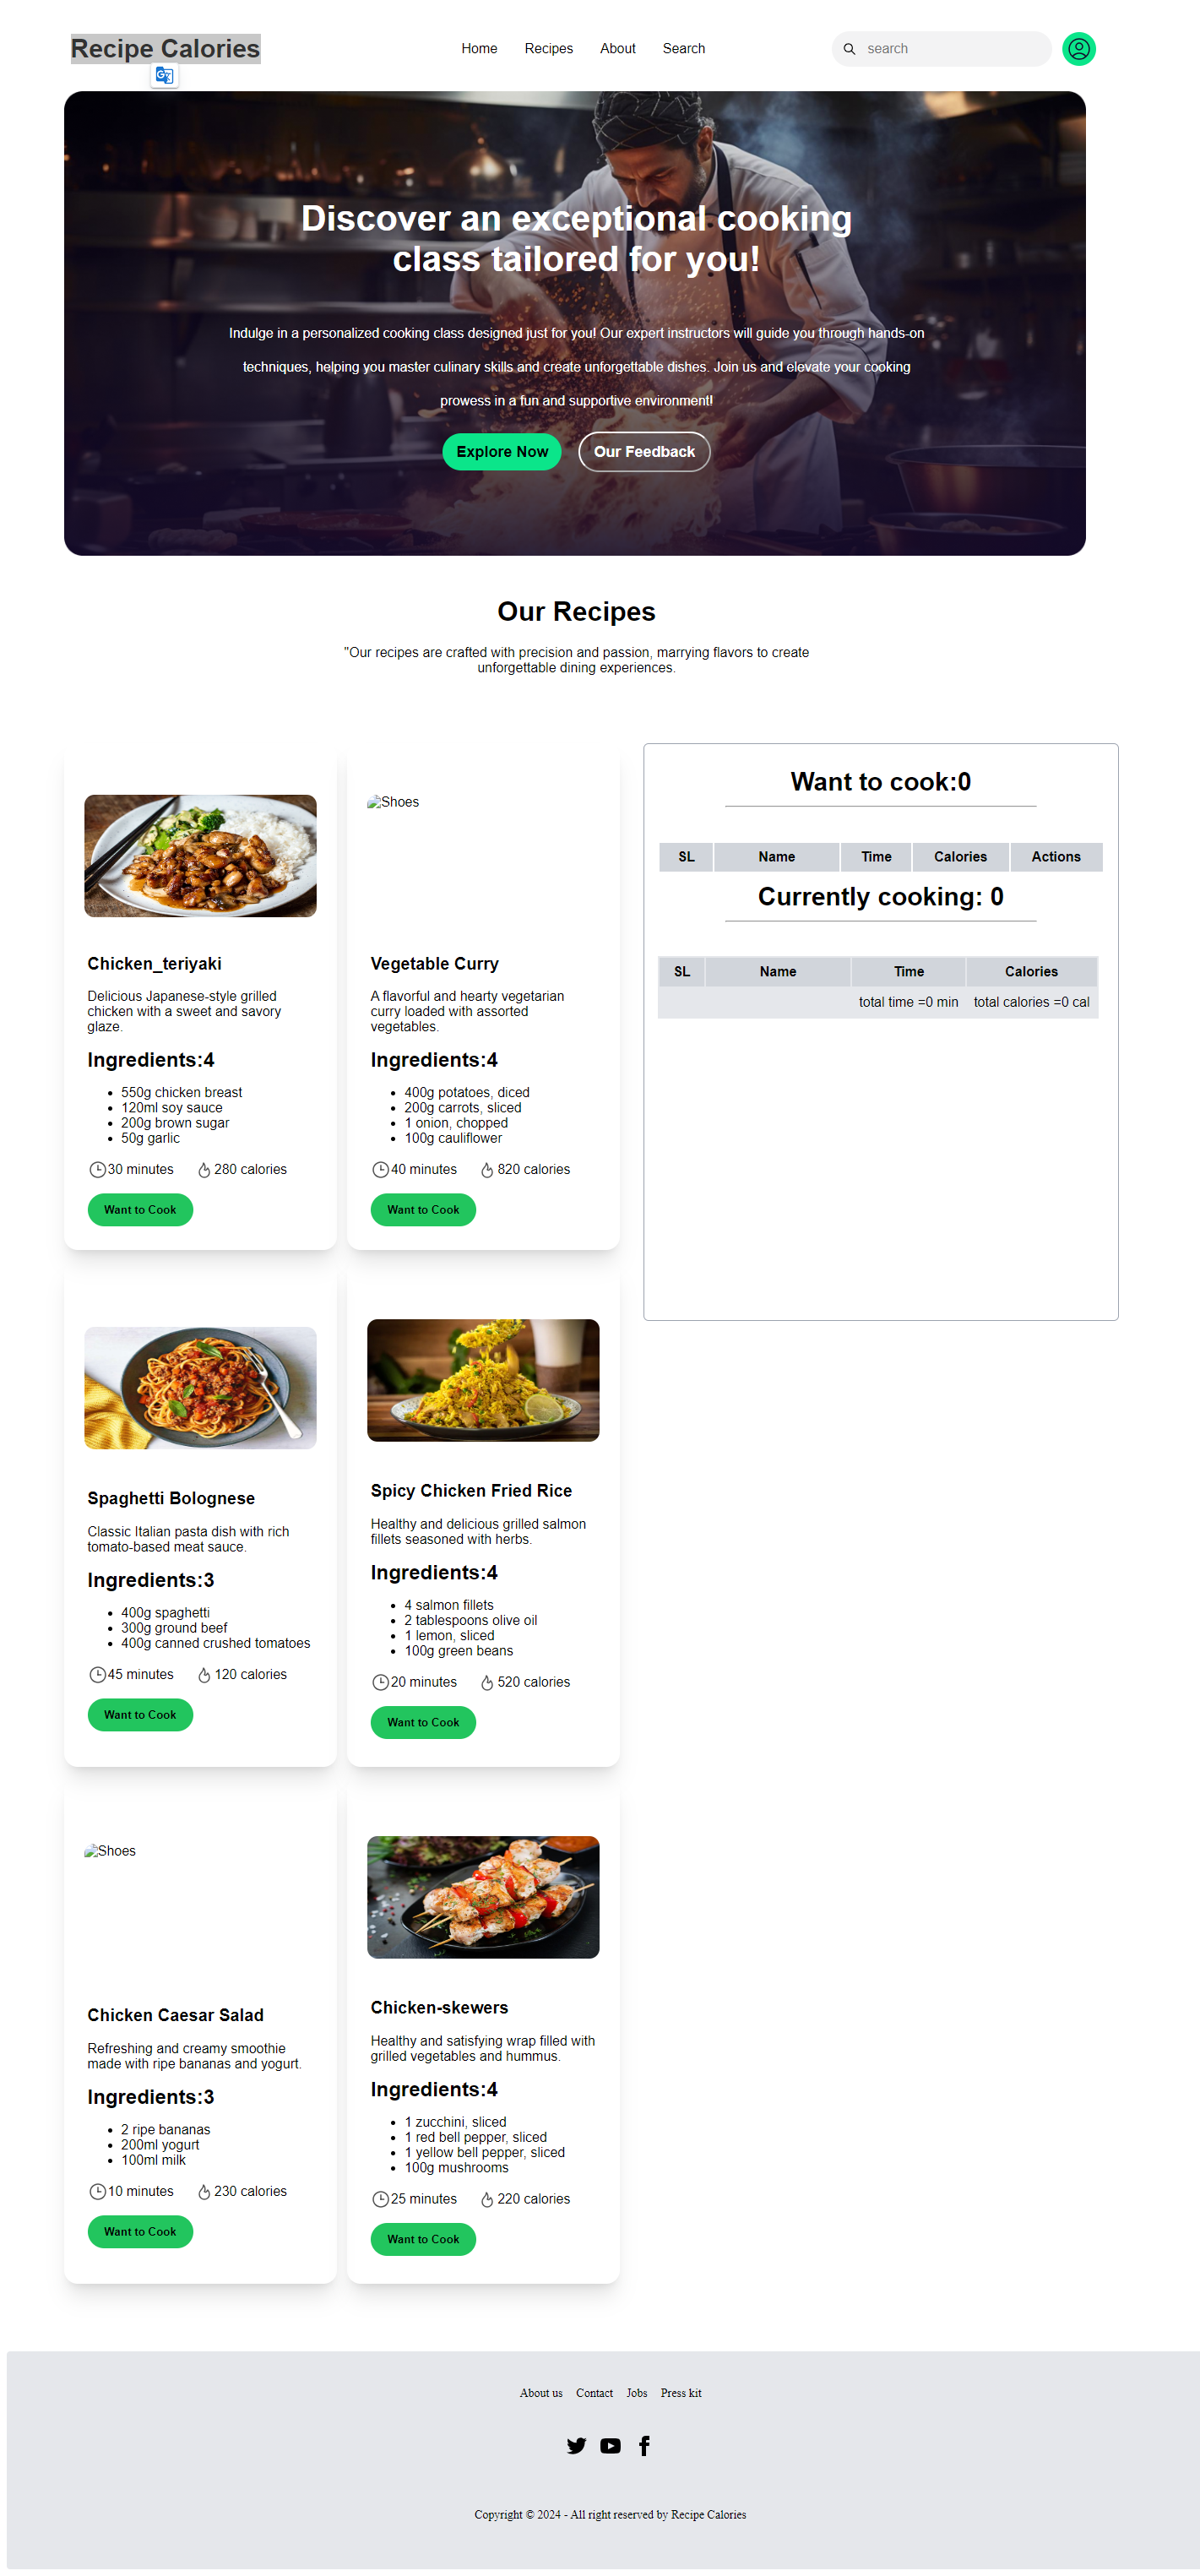 Recipe Calories
Home
Recipes
About
Search
search
Discover an exceptional cooking
class tailored for you!
Indulge in a personalized cooking class designed just for you! Our expert instructors will guide you through hands-on
techniques, helping you master culinary skills and create unforgettable dishes. Join us and elevate your cooking
prowess in a fun and supportive environment!
Explore Now
Our Feedback
Our Recipes
"Our recipes are crafted with precision and passion, marrying flavors to create
unforgettable dining experiences.
Chicken_teriyaki
Delicious Japanese-style grilled
chicken with a sweet and savory
glaze.
Ingredients:4
550g chicken breast
120ml soy sauce
200g brown sugar
50g garlic
30 minutes
280 calories
Want to Cook
Shoes
Vegetable Curry
A flavorful and hearty vegetarian
curry loaded with assorted
vegetables.
Ingredients:4
400g potatoes, diced
200g carrots, sliced
1 onion, chopped
100g cauliflower
40 minutes
820 calories
Want to Cook
Want to cook:0
SL Name Time Calories Actions
Currently cooking: 0
SL Name Time Calories
total time =0 min total calories =0 cal
Spaghetti Bolognese
Classic Italian pasta dish with rich
tomato-based meat sauce.
Ingredients:3
400g spaghetti
300g ground beef
400g canned crushed tomatoes
45 minutes
120 calories
Want to Cook
Spicy Chicken Fried Rice
Healthy and delicious grilled salmon
fillets seasoned with herbs.
Ingredients:4
4 salmon fillets
2 tablespoons olive oil
1 lemon, sliced
100g green beans
20 minutes
520 calories
Want to Cook
Shoes
Chicken Caesar Salad
Refreshing and creamy smoothie
made with ripe bananas and yogurt.
Ingredients:3
2 ripe bananas
200ml yogurt
100ml milk
10 minutes
230 calories
Want to Cook
Chicken-skewers
Healthy and satisfying wrap filled with
grilled vegetables and hummus.
Ingredients:4
1 zucchini, sliced
1 red bell pepper, sliced
1 yellow bell pepper, sliced
100g mushrooms
25 minutes
220 calories
Want to Cook
About us
Contact
Jobs
Press kit
Copyright © 2024 - All right reserved by Recipe Calories